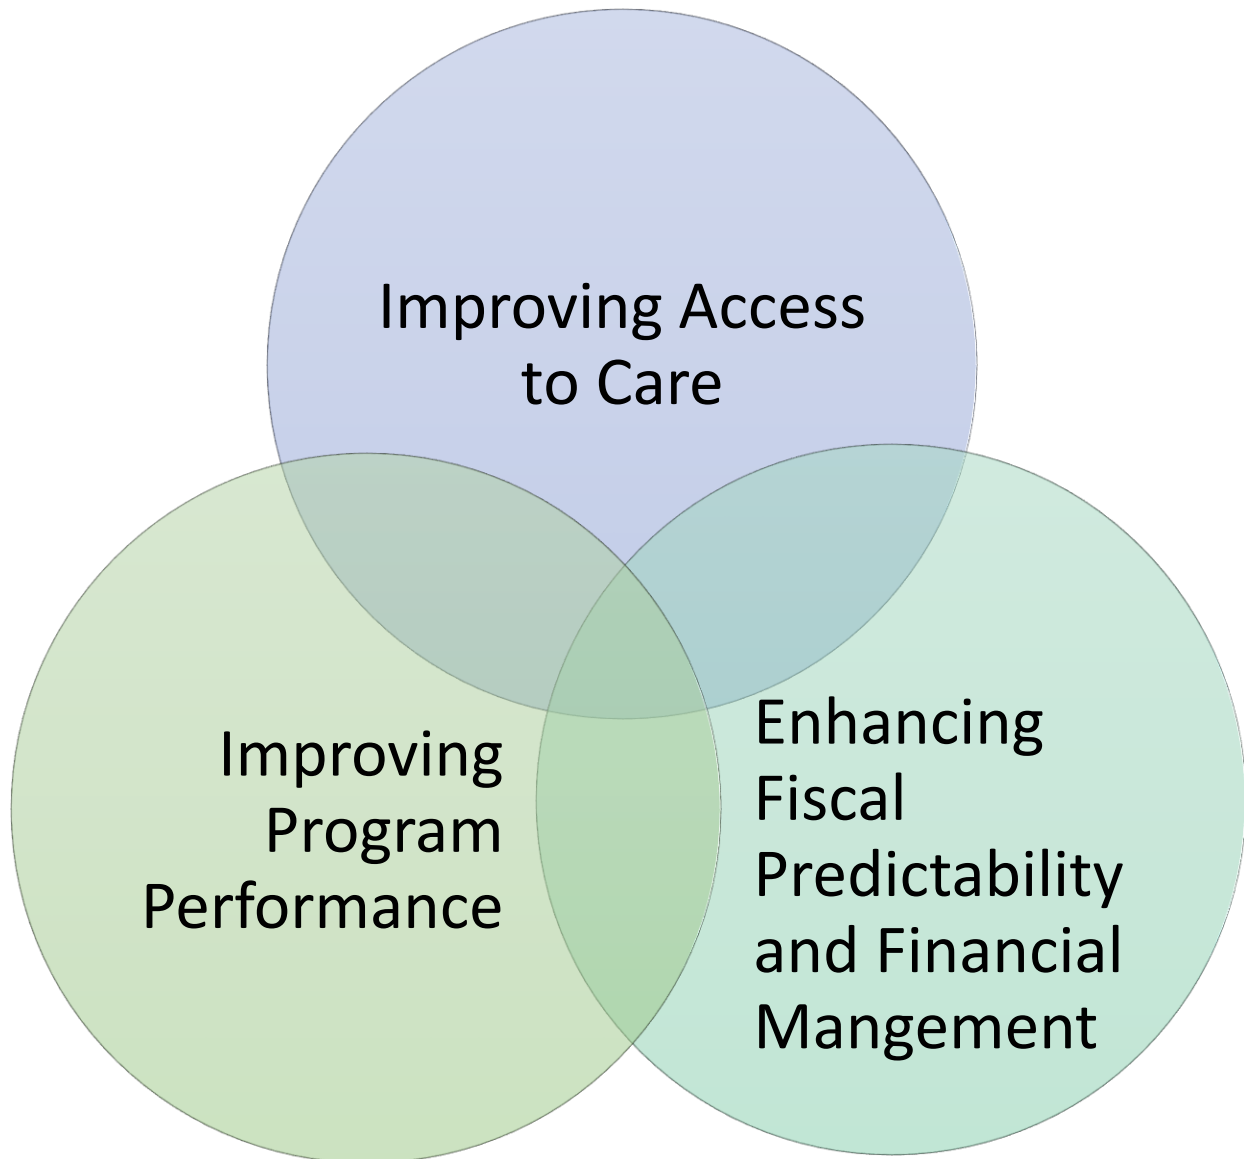 Improving Access
to Care
Improving
Program
Performance
Enhancing
Fiscal
Predictability
and Financial
Mangement